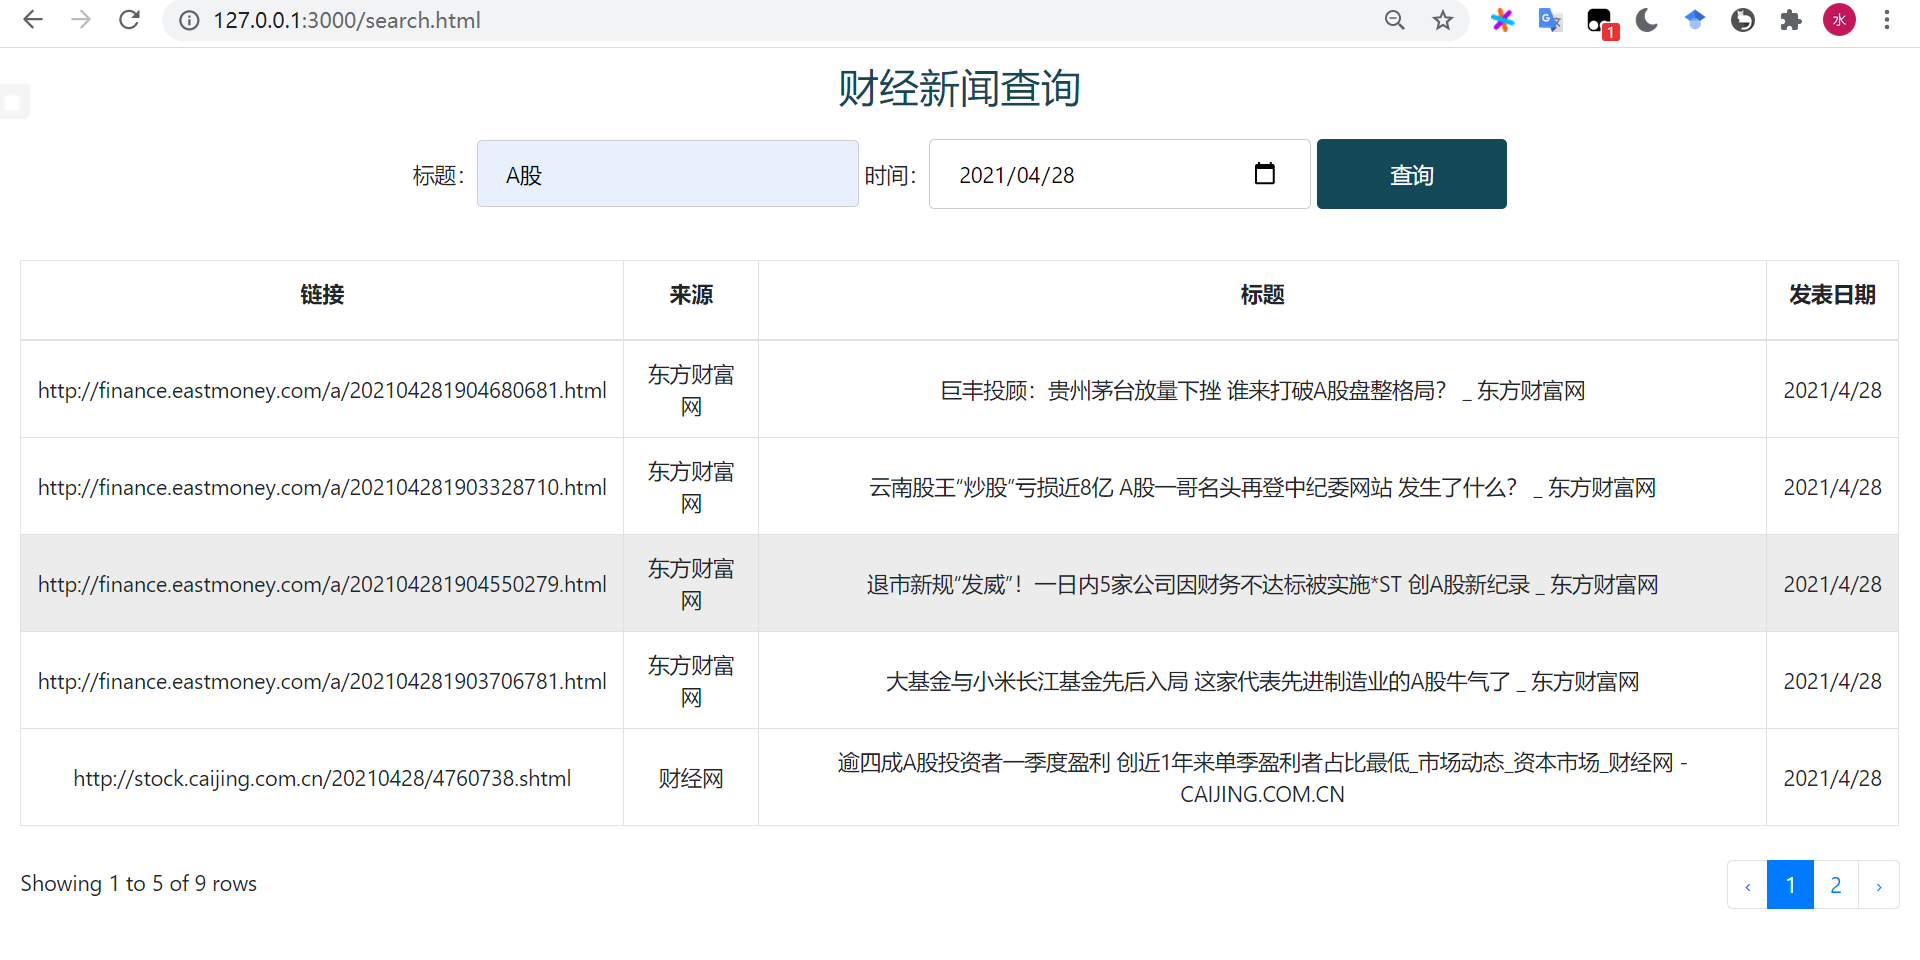 127.0.0.1:3000/search.html
1
水
财经新闻查询
标题： A股 时间： 2021/04/28 查询
链接 来源 标题 发表日期
http://finance.eastmoney.com/a/202104281904680681.html 东方财富网 巨丰投顾：贵州茅台放量下挫 谁来打破A股盘整格局？ _ 东方财富网 2021/4/28
http://finance.eastmoney.com/a/202104281903328710.html 东方财富网 云南股王“炒股”亏损近8亿 A股一哥名头再登中纪委网站 发生了什么？ _ 东方财富网 2021/4/28
http://finance.eastmoney.com/a/202104281904550279.html 东方财富网 退市新规“发威”！一日内5家公司因财务不达标被实施*ST 创A股新纪录 _ 东方财富网 2021/4/28
http://finance.eastmoney.com/a/202104281903706781.html 东方财富网 大基金与小米长江基金先后入局 这家代表先进制造业的A股牛气了 _ 东方财富网 2021/4/28
http://stock.caijing.com.cn/20210428/4760738.shtml 财经网 逾四成A股投资者一季度盈利 创近1年来单季盈利者占比最低_市场动态_资本市场_财经网 - CAIJING.COM.CN 2021/4/28
Showing 1 to 5 of 9 rows
‹ 1 2 ›